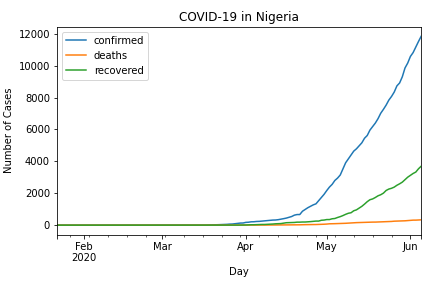 COVID-19 in Nigeria
confirmed
deaths
recovered
Number of Cases
12000
10000
8000
6000
4000
2000
0
Feb Mar Apr May Jun
2020
Day